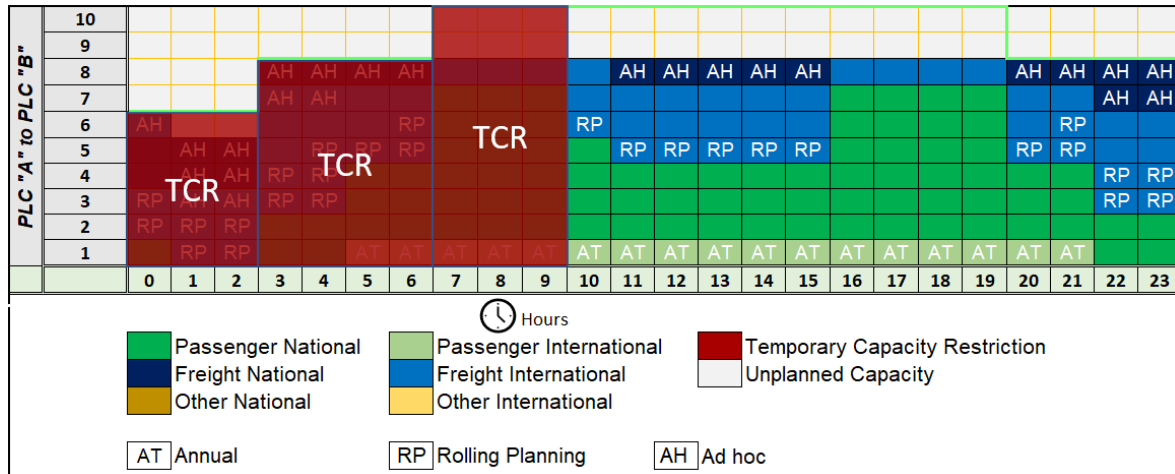 PLC "A" to PLC "B"
10
9
8 AH AH AH AH AH AH AH AH AH AH AH AH AH
7 AH AH AH AH
6 AH RP RP RP
TCR
5 AH AH RP RP RP RP RP RP RP RP RP RP
TCR
4 AH AH RP RP RP RP
TCR
3 RP AH AH RP RP RP RP
2 RP RP RP
1 RP RP AT AT AT AT AT AT AT AT AT AT AT AT AT AT AT AT AT
0 1 2 3 4 5 6 7 8 9 10 11 12 13 14 15 16 17 18 19 20 21 22 23
Hours
Passenger National Passenger International Temporary Capacity Restriction
Freight National Freight International Unplanned Capacity
Other National Other International
AT Annual RP Rolling Planning AH Ad hoc